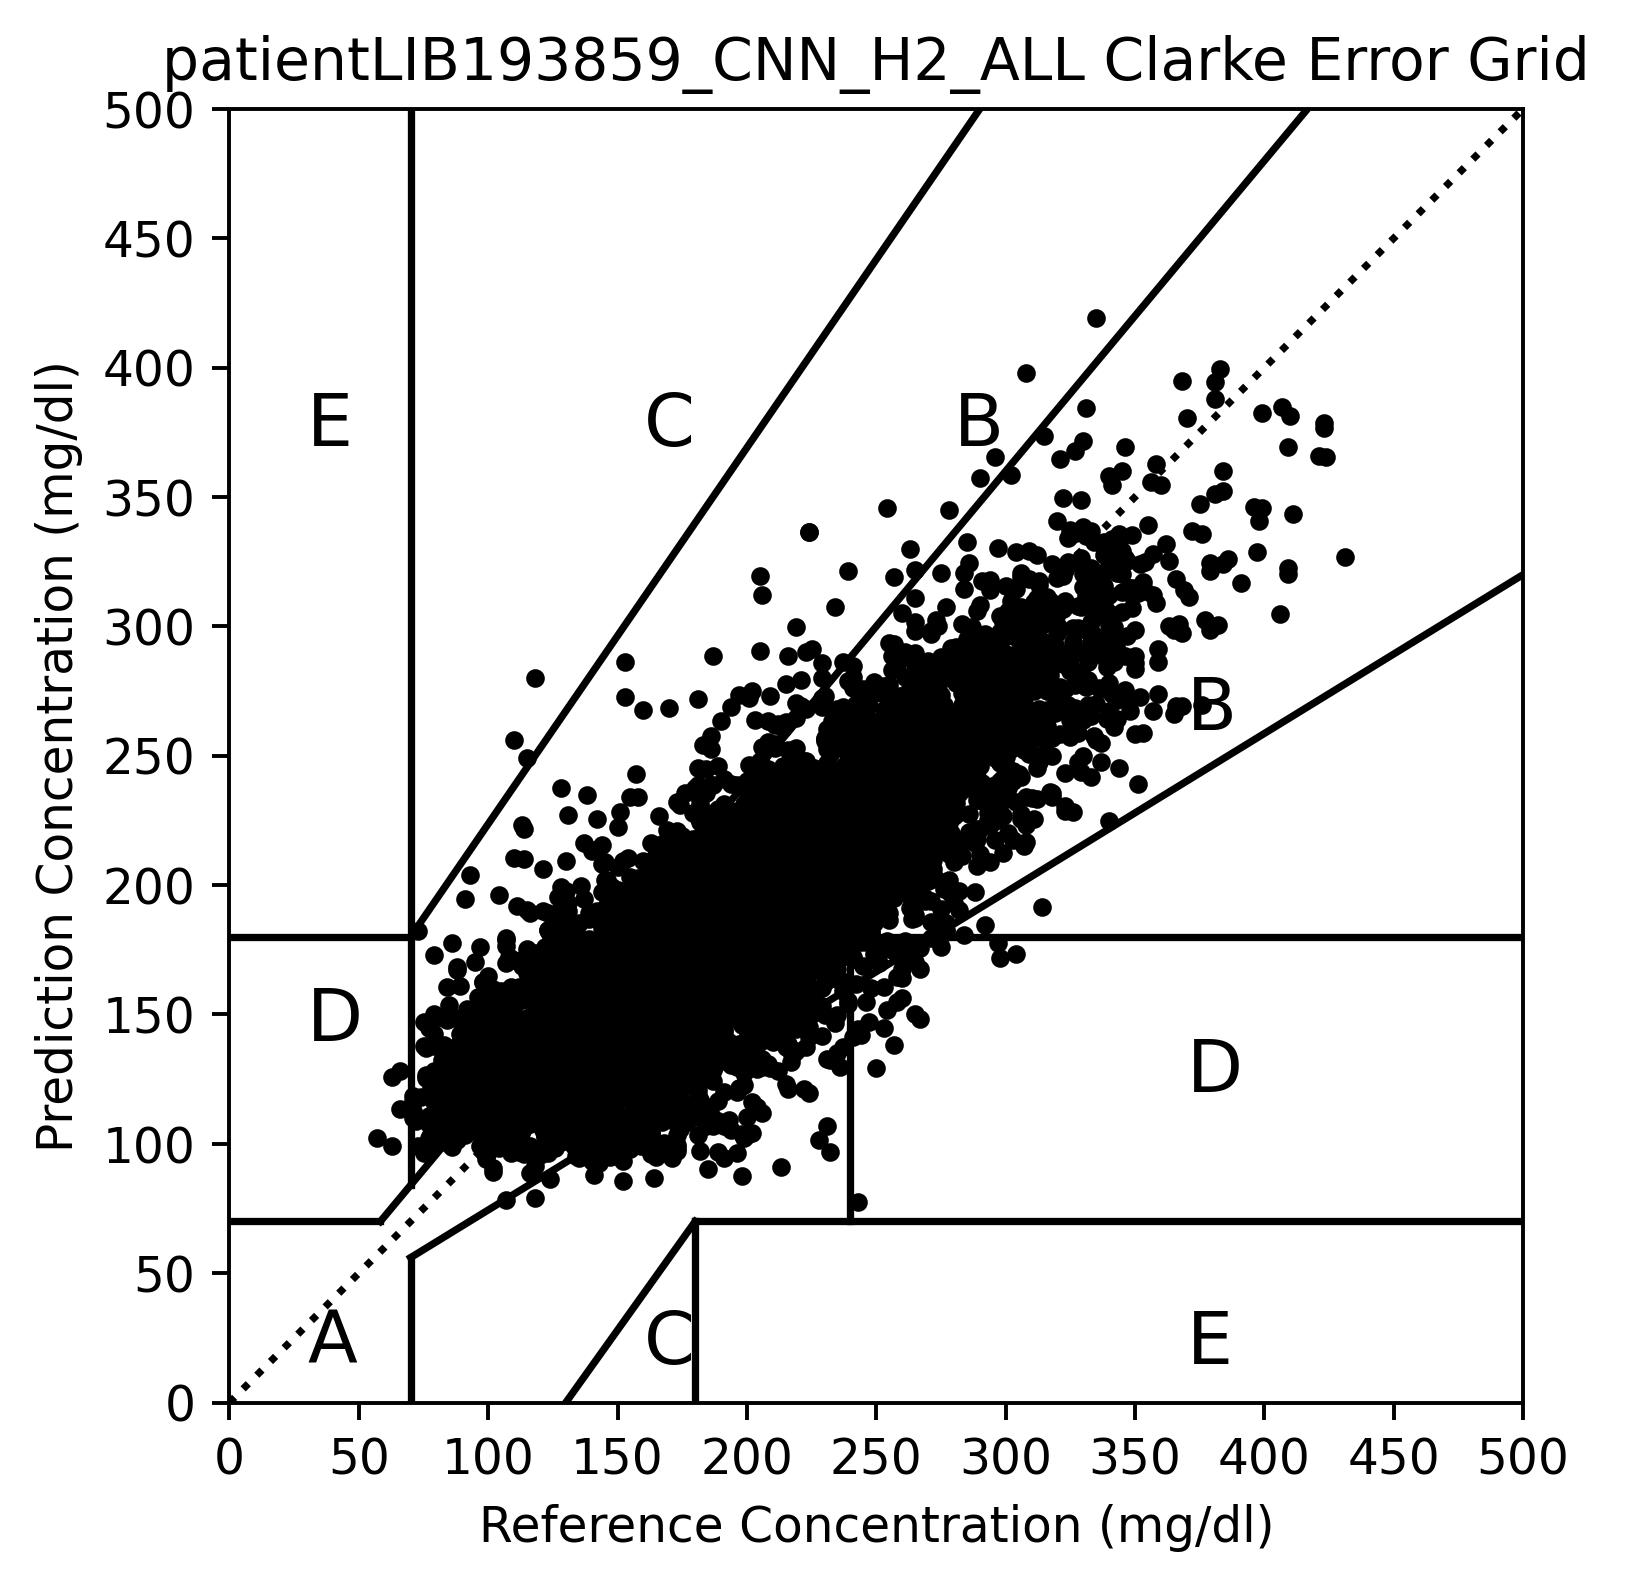 patientLIB193859_CNN_H2_ALL Clarke Error Grid
500
450
400
350
300
250
200
150
100
50
0
Prediction Concentration (mg/dl)
E
C
B
B
D
D
A
C
E
0 50 100 150 200 250 300 350 400 450 500
Reference Concentration (mg/dl)